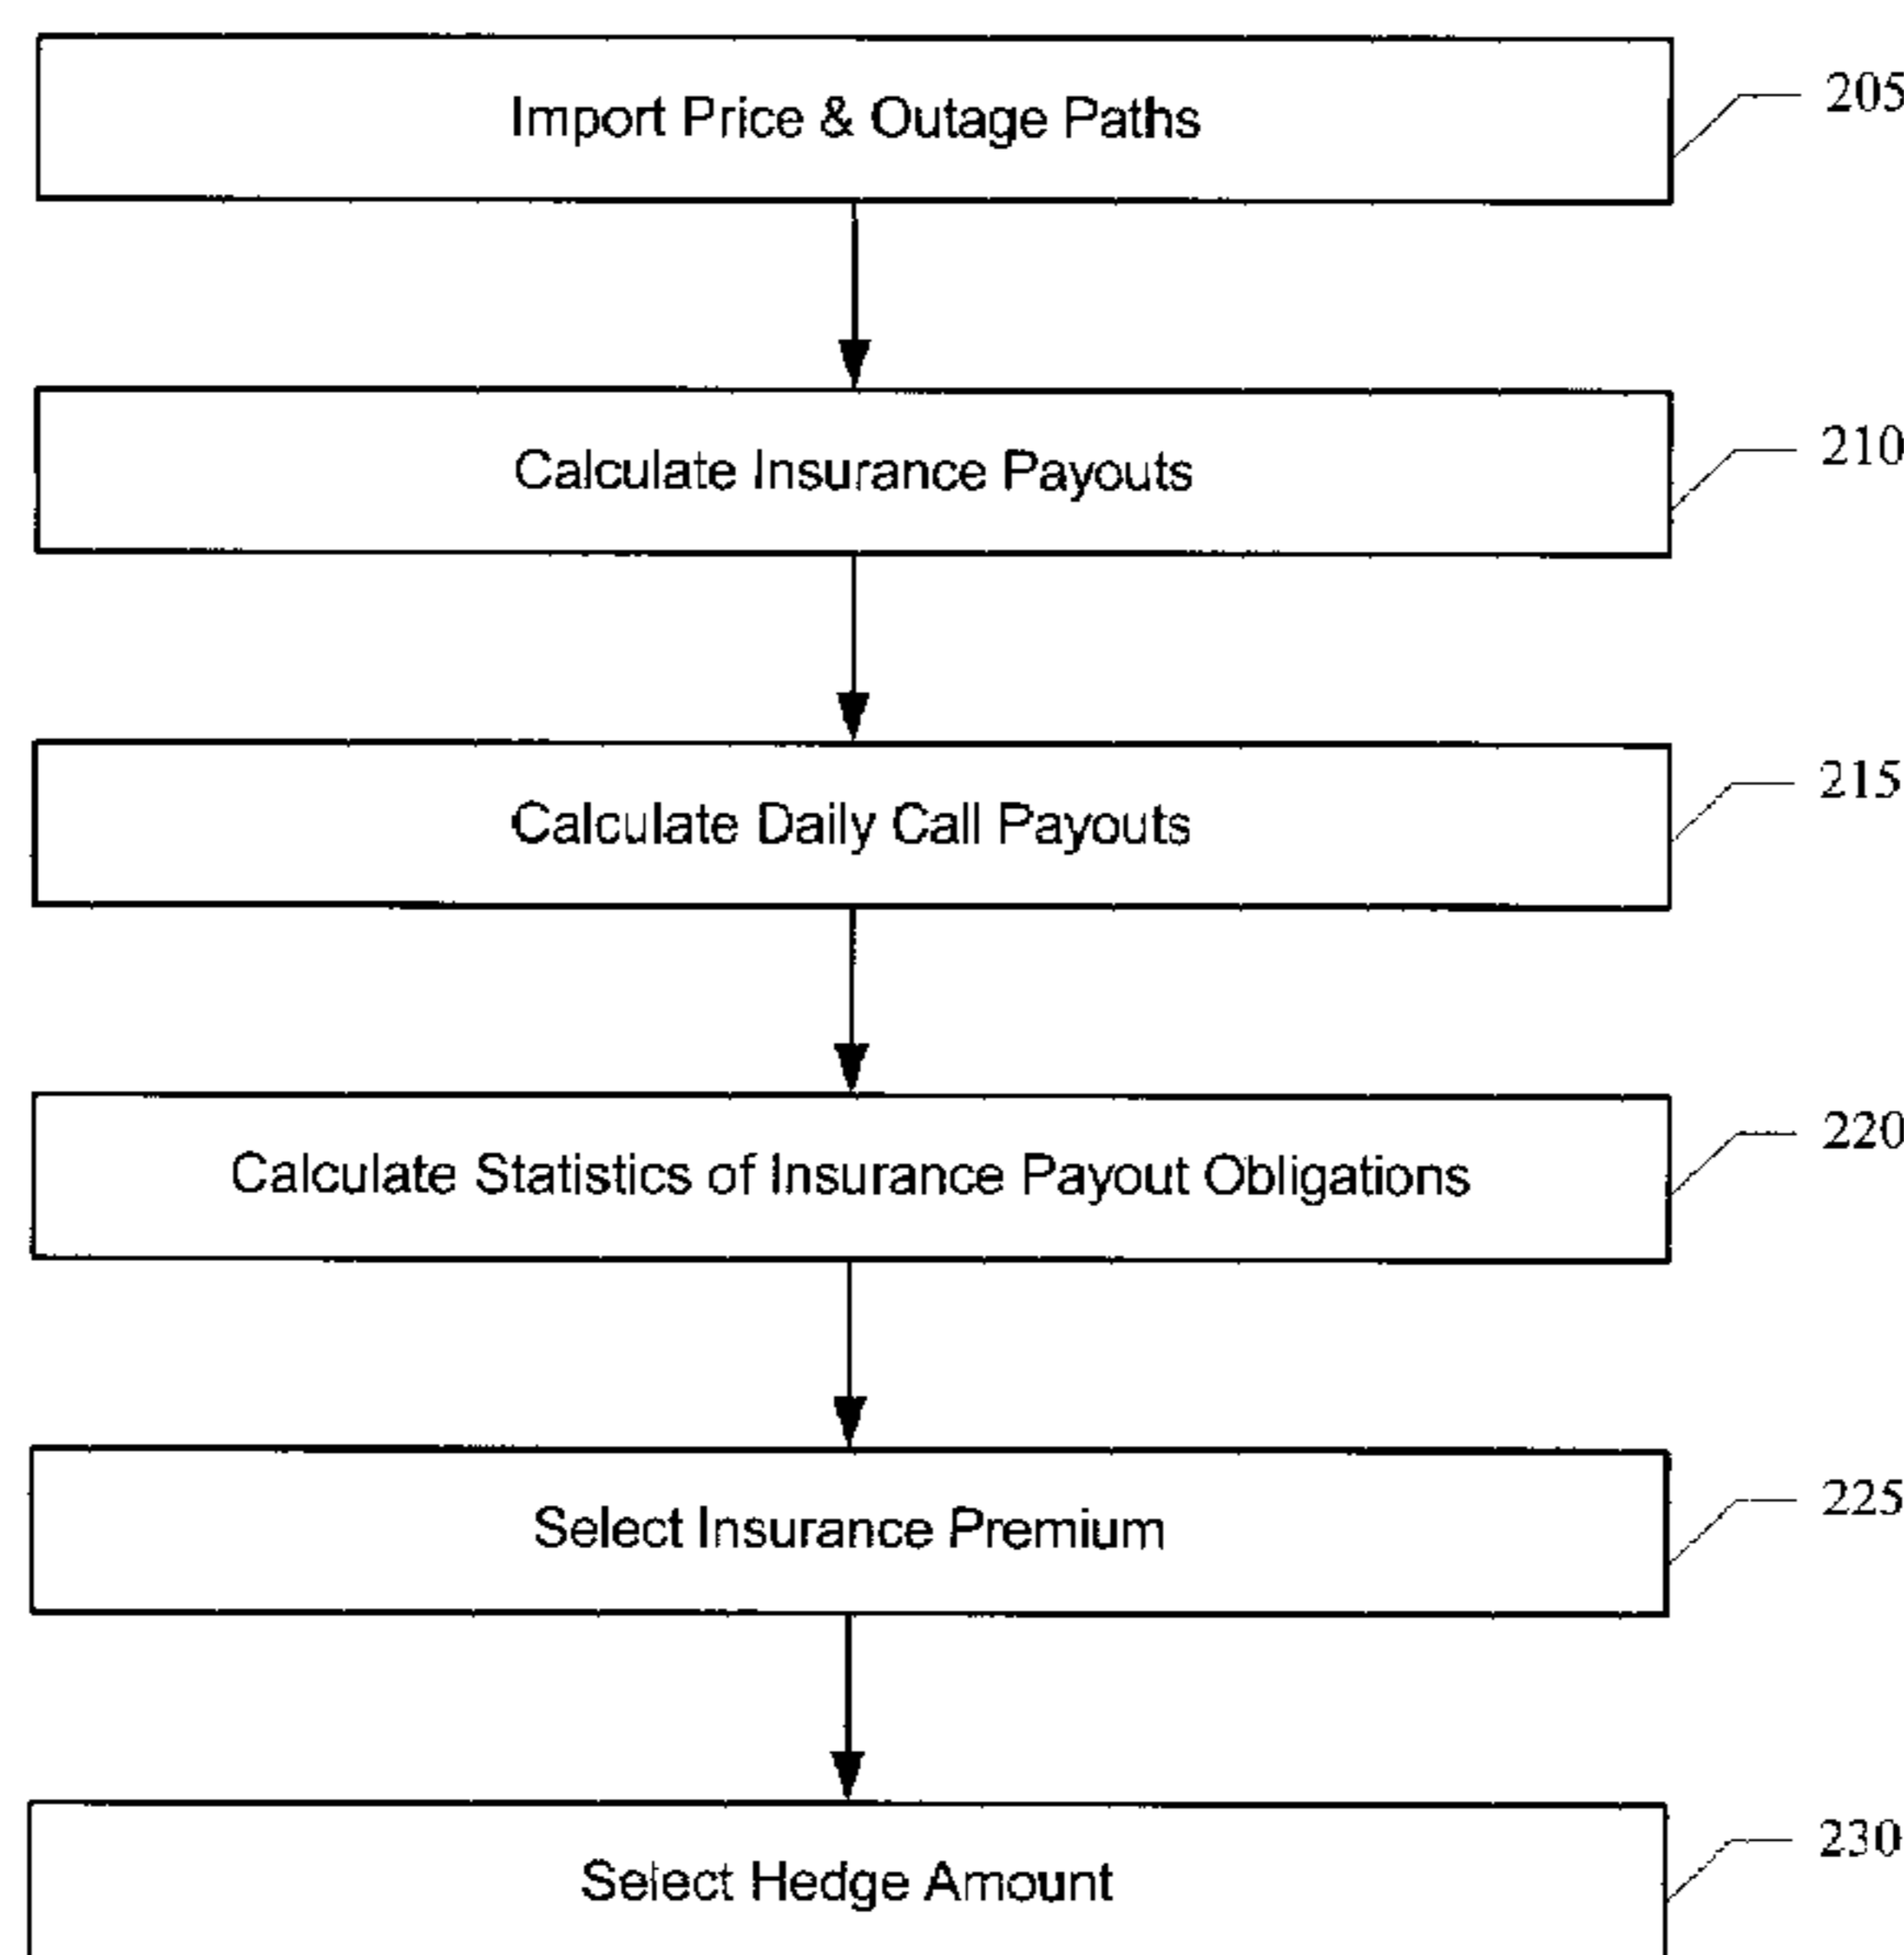 Import Price & Outage Paths
205
Calculate Insurance Payouts
210
Calculate Daily Call Payouts
215
Calculate Statistics of Insurance Payout Obligations
220
Select Insurance Premium
225
Select Hedge Amount
230